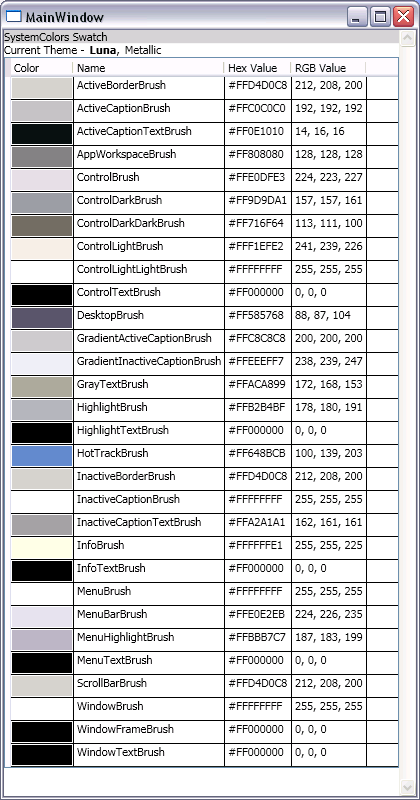 MainWindow
SystemColors Swatch
Current Theme - Luna, Metallic
Color Name Hex Value RGB Value
ActiveBorderBrush #FFD4D0C8 212, 208, 200
ActiveCaptionBrush #FFC0C0C0 192, 192, 192
ActiveCaptionTextBrush #FF0E1010 14, 16, 16
AppWorkspaceBrush #FF808080 128, 128, 128
ControlBrush #FFE0DFE3 224, 223, 227
ControlDarkBrush #FF9D9DA1 157, 157, 161
ControlDarkDarkBrush #FF716F64 113, 111, 100
ControlLightBrush #FFF1EFE2 241, 239, 226
ControlLightLightBrush #FFFFFFFF 255, 255, 255
ControlTextBrush #FF000000 0, 0, 0
DesktopBrush #FF585768 88, 87, 104
GradientActiveCaptionBrush #FFC8C8C8 200, 200, 200
GradientInactiveCaptionBrush #FFEEEFF7 238, 239, 247
GrayTextBrush #FFACA899 172, 168, 153
HighlightBrush #FFB2B4BF 178, 180, 191
HighlightTextBrush #FF000000 0, 0, 0
HotTrackBrush #FF648BCB 100, 139, 203
InactiveBorderBrush #FFD4D0C8 212, 208, 200
InactiveCaptionBrush #FFFFFFFF 255, 255, 255
InactiveCaptionTextBrush #FFA2A1A1 162, 161, 161
InfoBrush #FFFFFFE1 255, 255, 225
InfoTextBrush #FF000000 0, 0, 0
MenuBrush #FFFFFFFF 255, 255, 255
MenuBarBrush #FFE0E2EB 224, 226, 235
MenuHighlightBrush #FFBBB7C7 187, 183, 199
MenuTextBrush #FF000000 0, 0, 0
ScrollBarBrush #FFD4D0C8 212, 208, 200
WindowBrush #FFFFFFFF 255, 255, 255
WindowFrameBrush #FF000000 0, 0, 0
WindowTextBrush #FF000000 0, 0, 0